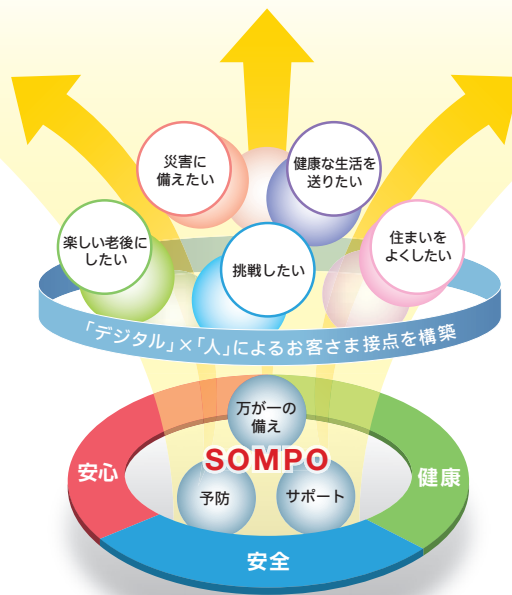 災害に
備えたい
健康な生活を
送りたい
楽しい老後に
したい
挑戦したい
住まいを
よくしたい
「デジタル」×「人」によるお客さま接点を構築
万が一の
備え
SOMPO
安心
健康
予防
サポート
安全